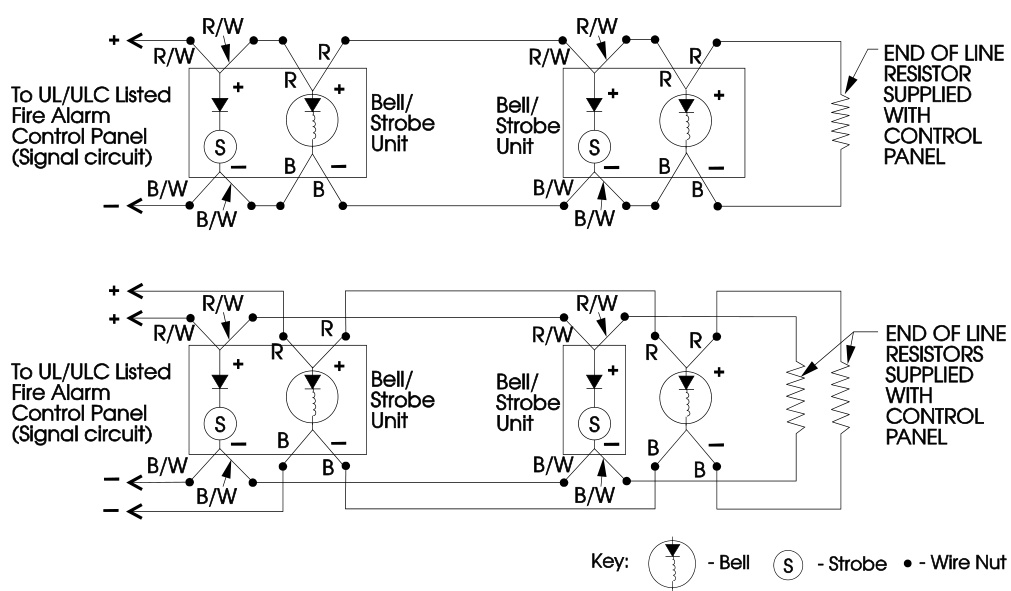 R/W
+
R/W
R
R
+
+
To UL/ULC Listed
Fire Alarm
Control Panel
(Signal circuit)
S
Bell/
Strobe
Unit
B/W
B
B
−
−
−
B/W
R/W
R/W
R
R
+
+
Bell/
Strobe
Unit
S
B/W
B
B
−
−
B/W
END OF LINE
RESISTOR
SUPPLIED
WITH
CONTROL
PANEL
+
+
R/W
R/W
R
R
+
+
To UL/ULC Listed
Fire Alarm
Control Panel
(Signal circuit)
S
Bell/
Strobe
Unit
B/W
B
B
−
−
−
−
B/W
R/W
R/W
R
R
+
+
Bell/
Strobe
Unit
S
B/W
B
B
−
−
B/W
END OF LINE
RESISTORS
SUPPLIED
WITH
CONTROL
PANEL
Key: - Bell S - Strobe • - Wire Nut